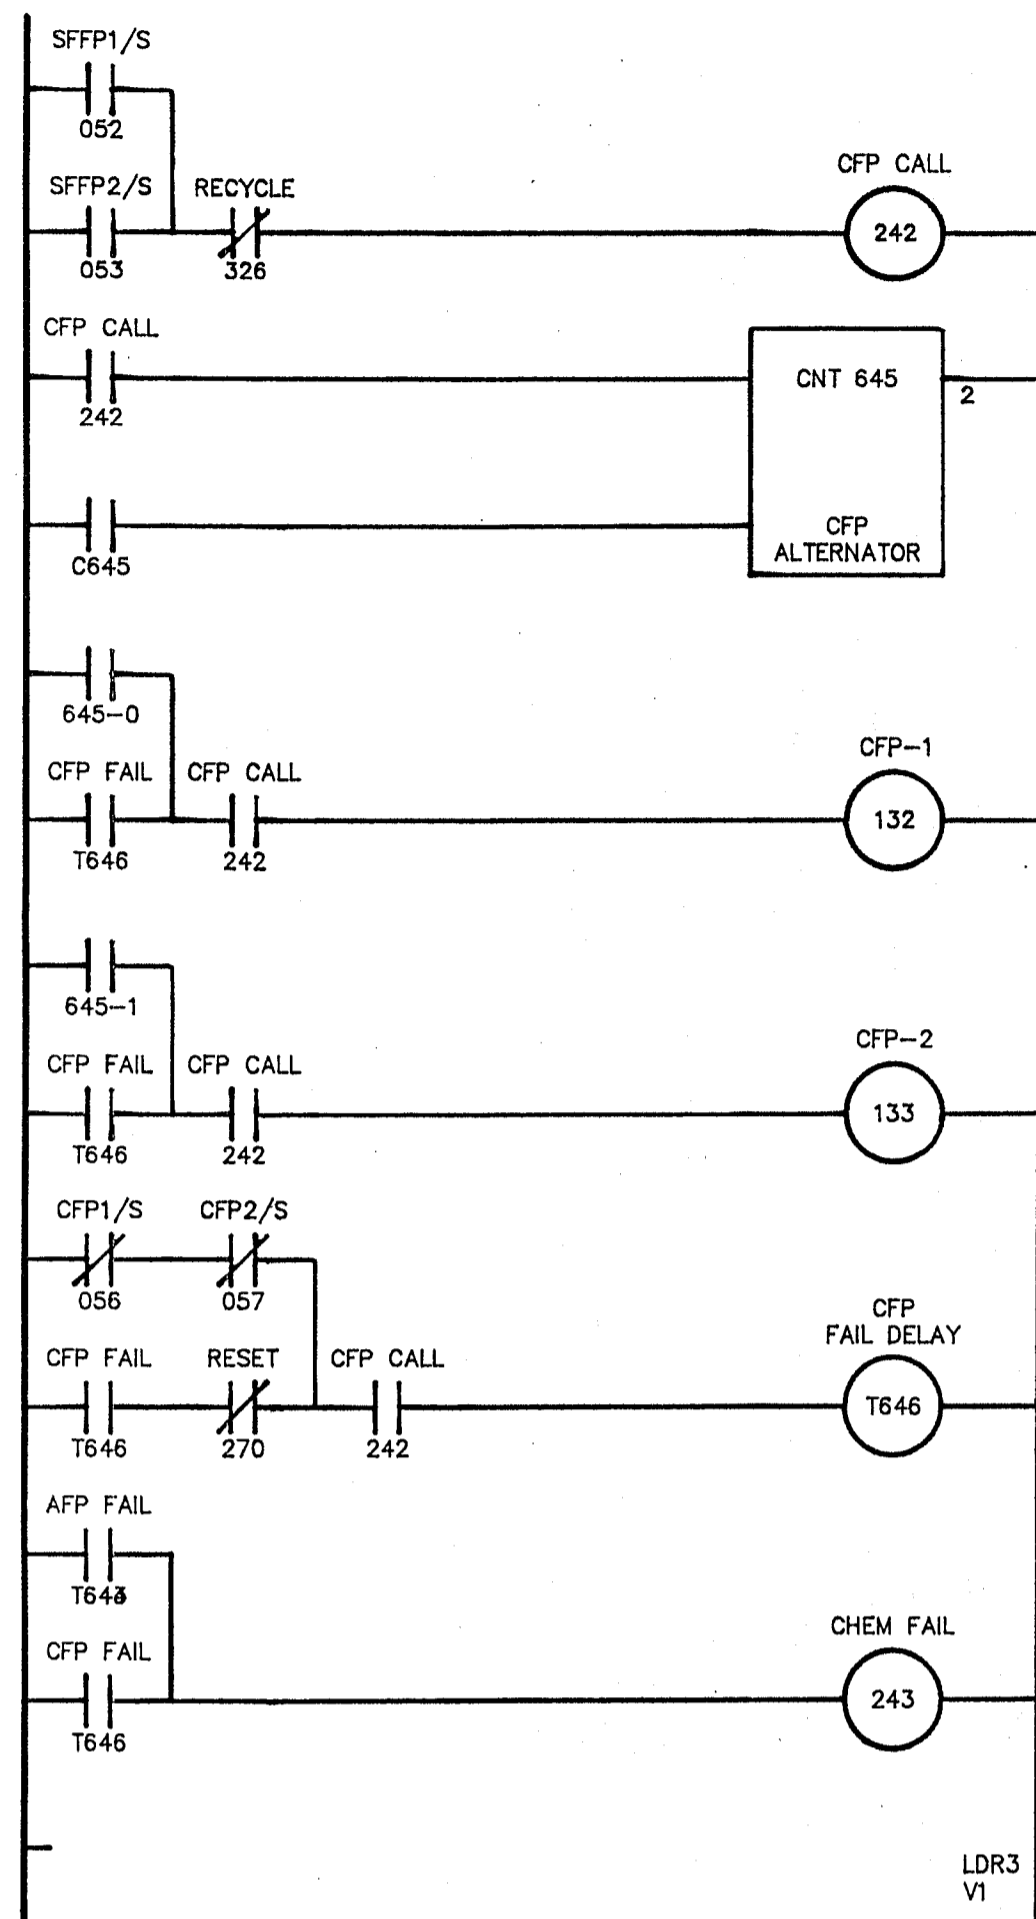 SFFP1/S
052
SFFP2/S RECYCLE CFP CALL
053 326 242
CFP CALL
242 CNT 645 2
C645 CFP
ALTERNATOR
645-0
CFP FAIL CFP CALL CFP-1
T646 242 132
645-1
CFP FAIL CFP CALL CFP-2
T646 242 133
CFP1/S CFP2/S
056 057
CFP
FAIL DELAY
CFP FAIL RESET CFP CALL T646
T646 270 242
AFP FAIL
T643
CFP FAIL CHEM FAIL
T646 243
LDR3
V1